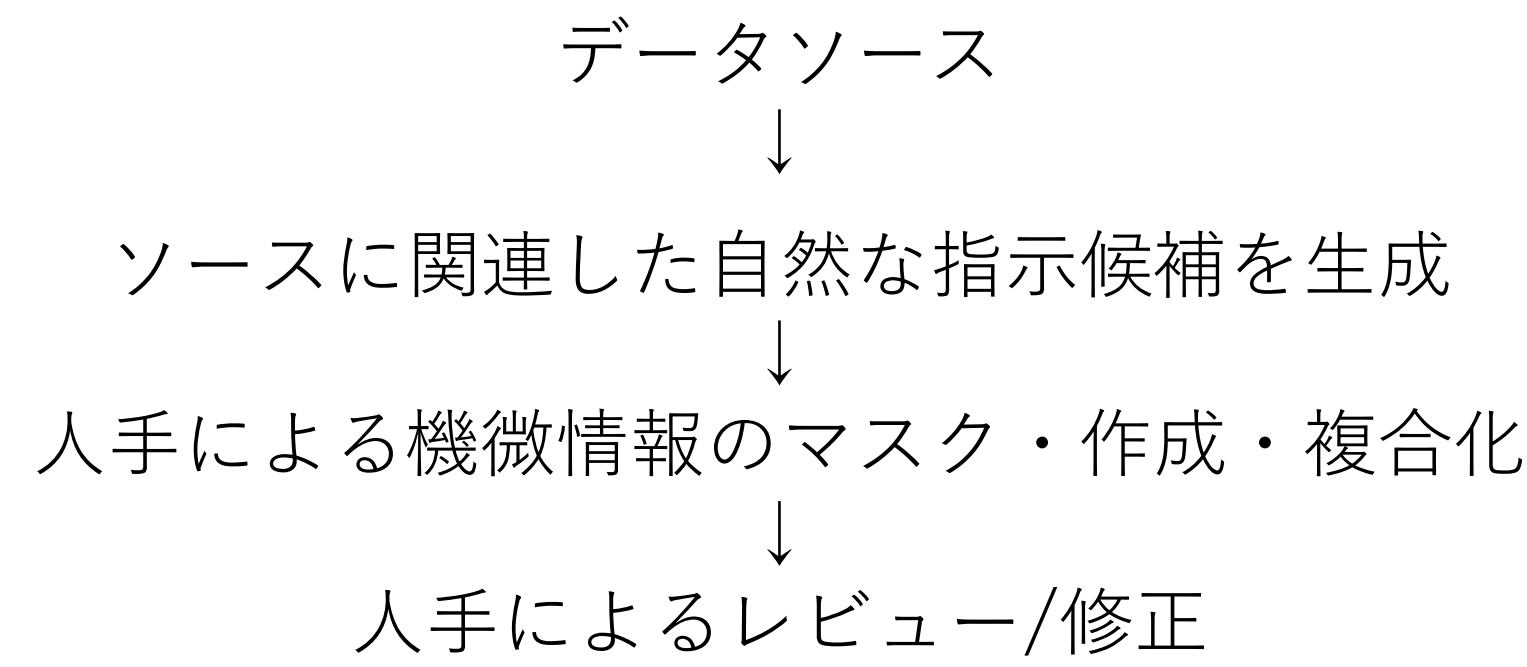 データソース
↓
ソースに関連した自然な指示候補を生成
↓
人手による機微情報のマスク・作成・複合化
↓
人手によるレビュー/修正